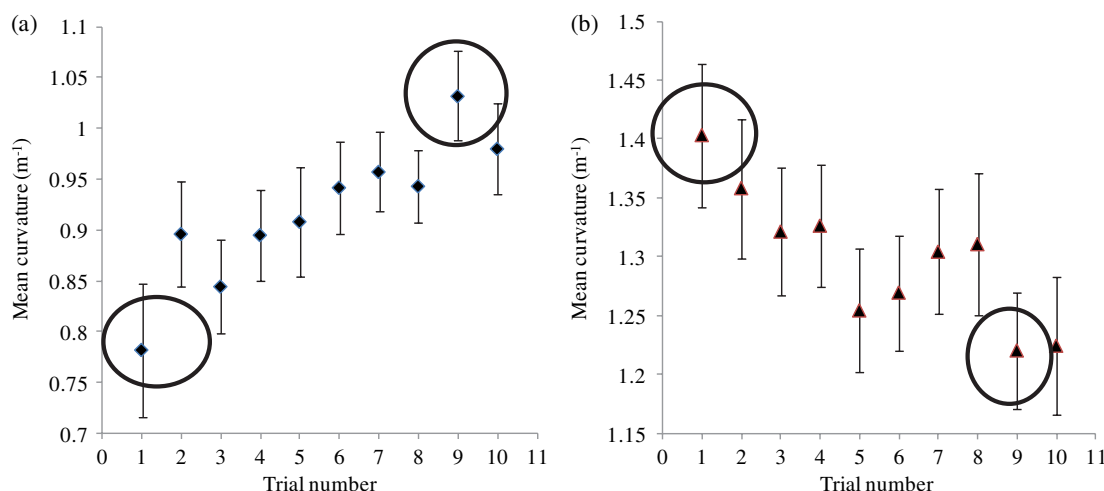 (a)
1.1
1.05
1
0.95
0.9
0.85
0.8
0.75
0.7
Mean curvature (m⁻¹)
0 1 2 3 4 5 6 7 8 9 10 11
Trial number
(b)
1.5
1.45
1.4
1.35
1.3
1.25
1.2
1.15
Mean curvature (m⁻¹)
0 1 2 3 4 5 6 7 8 9 10 11
Trial number